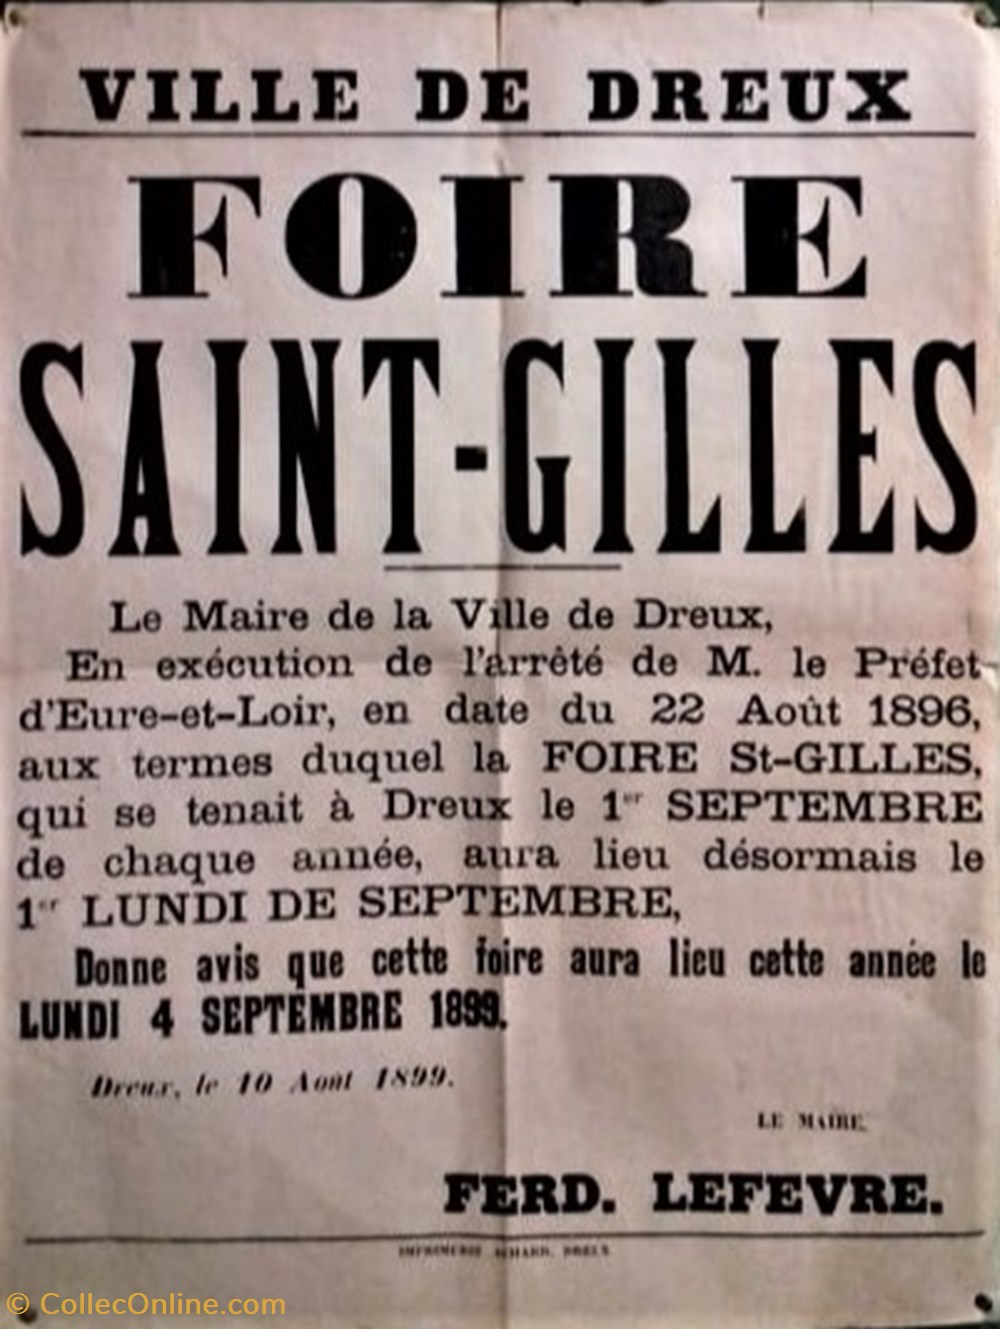 VILLE DE DREUX
FOIRE
SAINT-GILLES
Le Maire de la Ville de Dreux,
En exécution de l'arrêté de M. le Préfet
d'Eure-et-Loir, en date du 22 Août 1896,
aux termes duquel la FOIRE St-GILLES,
qui se tenait à Dreux le 1er SEPTEMBRE
de chaque année, aura lieu désormais le
1er LUNDI DE SEPTEMBRE,
Donne avis que cette foire aura lieu cette année le
LUNDI 4 SEPTEMBRE 1899.
Dreux, le 10 Août 1899.
LE MAIRE,
FERD. LEFEVRE.
IMPRIMERIE DREUX
© CollecOnline.com